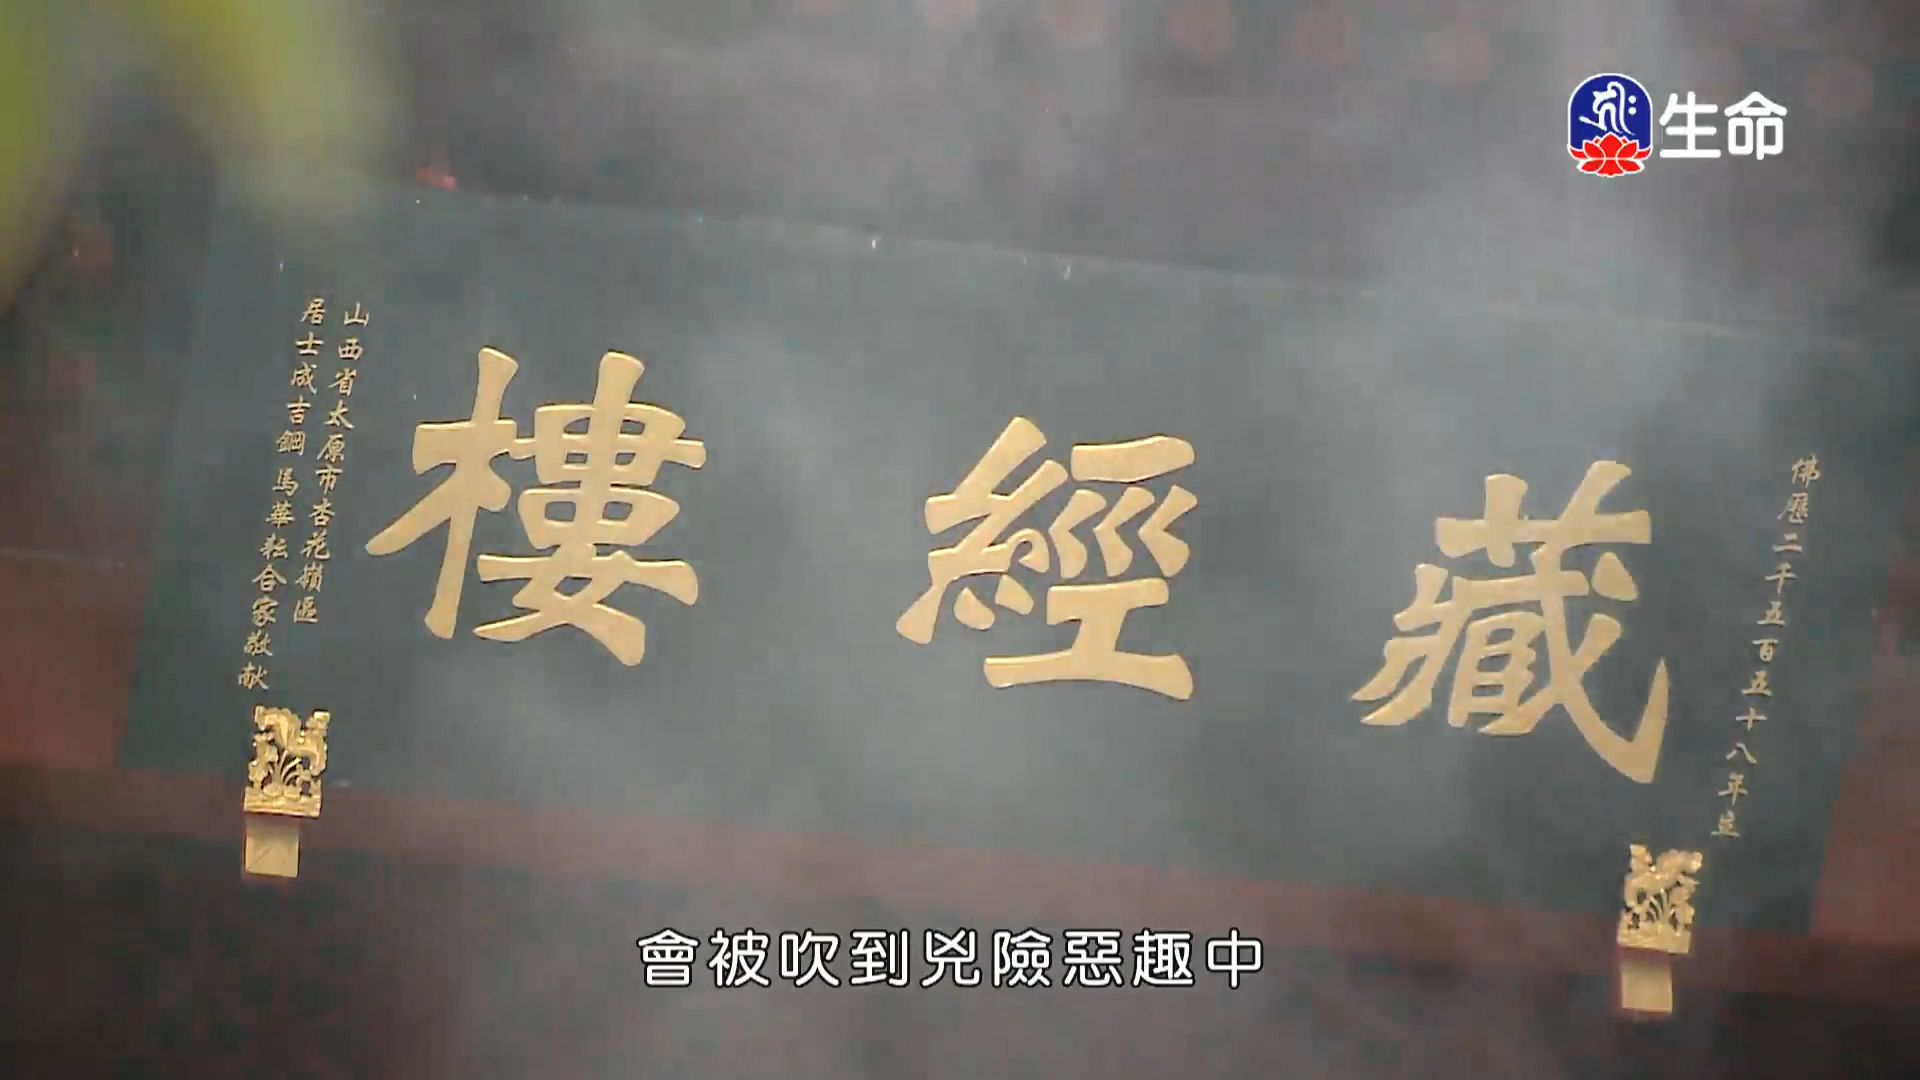 生命
藏經樓
佛歷二千五百五十八年立
山西省太原市杏花嶺區
居士成吉鋼馬華耘合家敬献
會被吹到兇險惡趣中